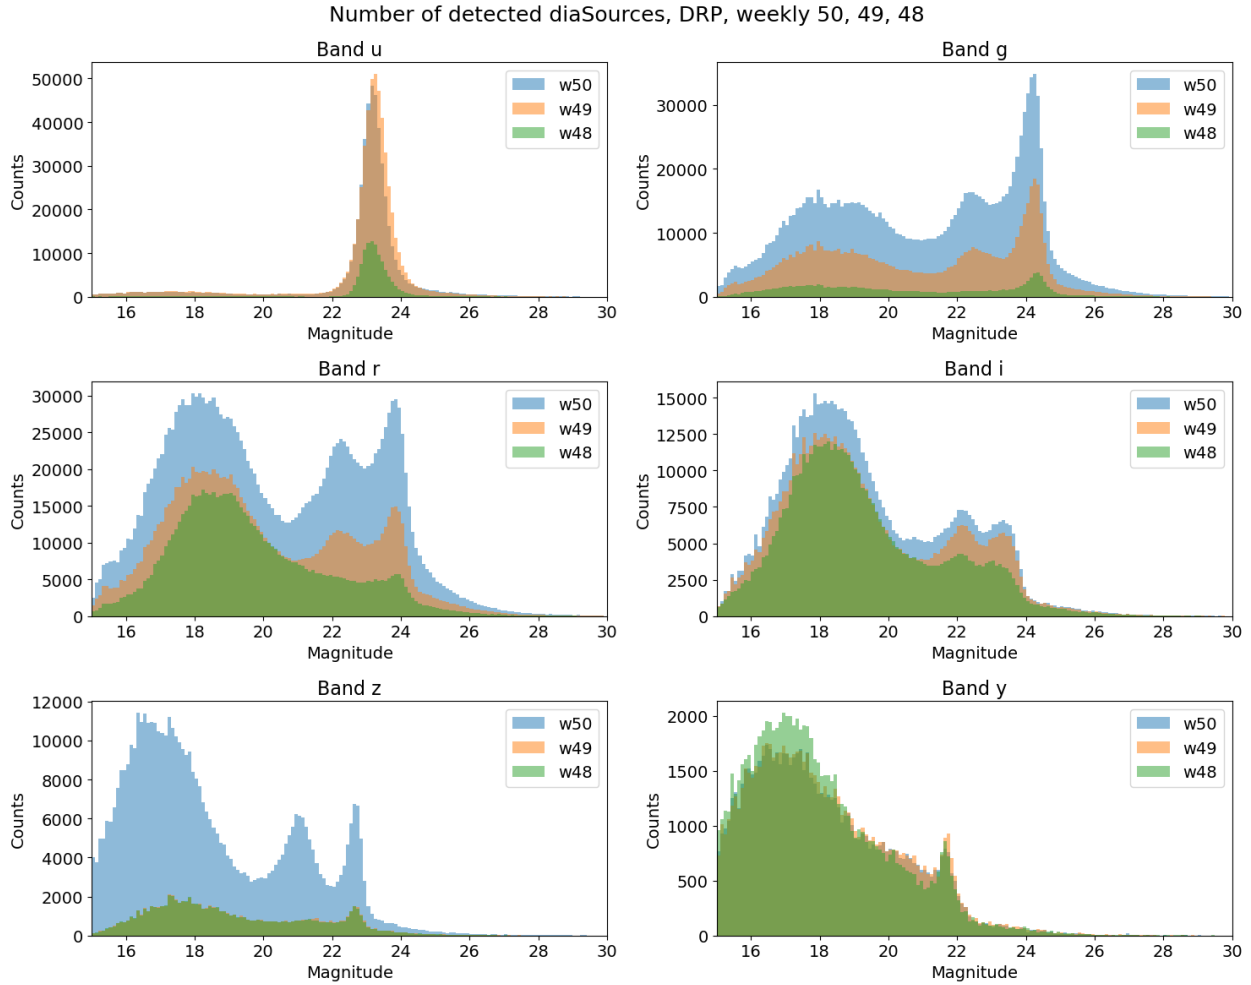 Number of detected diaSources, DRP, weekly 50, 49, 48
Band u
50000
40000
30000
20000
10000
0
Counts
w50
w49
w48
16 18 20 22 24 26 28 30
Magnitude
Band g
30000
20000
10000
0
Counts
w50
w49
w48
16 18 20 22 24 26 28 30
Magnitude
Band r
30000
25000
20000
15000
10000
5000
0
Counts
w50
w49
w48
16 18 20 22 24 26 28 30
Magnitude
Band i
15000
12500
10000
7500
5000
2500
0
Counts
w50
w49
w48
16 18 20 22 24 26 28 30
Magnitude
Band z
12000
10000
8000
6000
4000
2000
0
Counts
w50
w49
w48
16 18 20 22 24 26 28 30
Magnitude
Band y
2000
1500
1000
500
0
Counts
w50
w49
w48
16 18 20 22 24 26 28 30
Magnitude